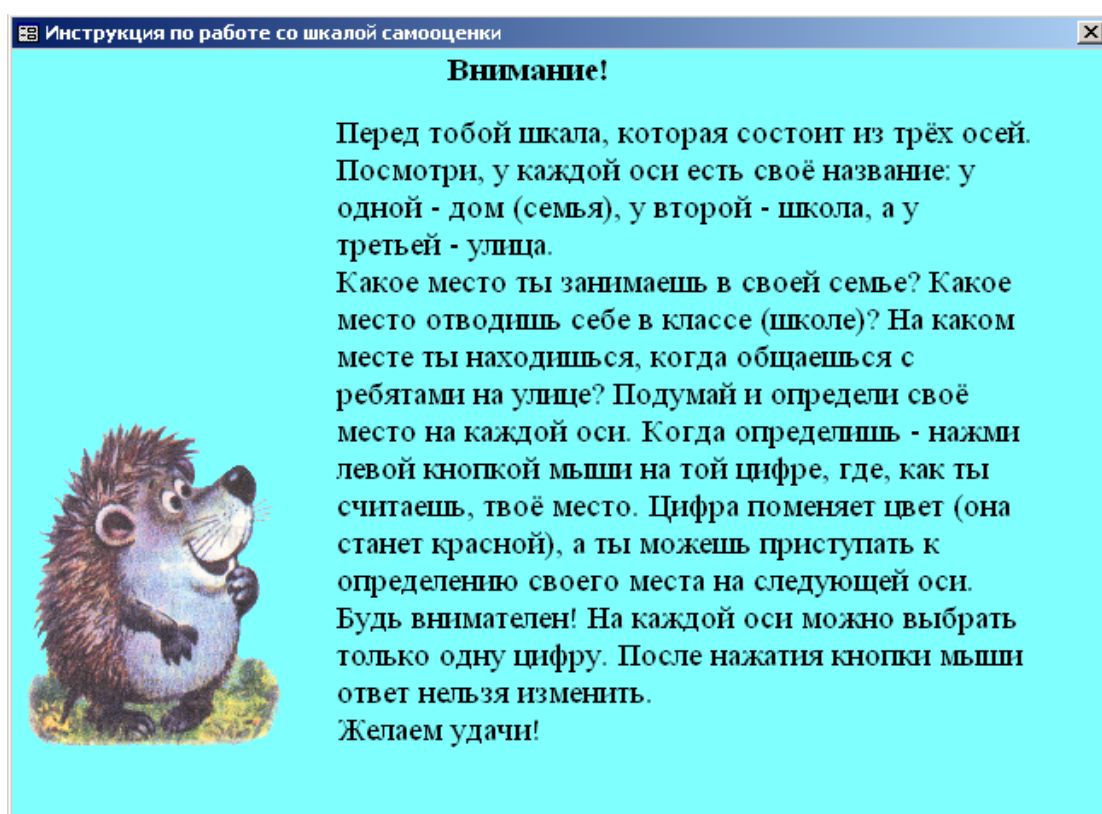 Инструкция по работе со шкалой самооценки
Внимание!
Перед тобой шкала, которая состоит из трёх осей.
Посмотри, у каждой оси есть своё название: у
одной - дом (семья), у второй - школа, а у
третьей - улица.
Какое место ты занимаешь в своей семье? Какое
место отводишь себе в классе (школе)? На каком
месте ты находишься, когда общаешься с
ребятами на улице? Подумай и определи своё
место на каждой оси. Когда определишь - нажми
левой кнопкой мыши на той цифре, где, как ты
считаешь, твоё место. Цифра поменяет цвет (она
станет красной), а ты можешь приступать к
определению своего места на следующей оси.
Будь внимателен! На каждой оси можно выбрать
только одну цифру. После нажатия кнопки мыши
ответ нельзя изменить.
Желаем удачи!